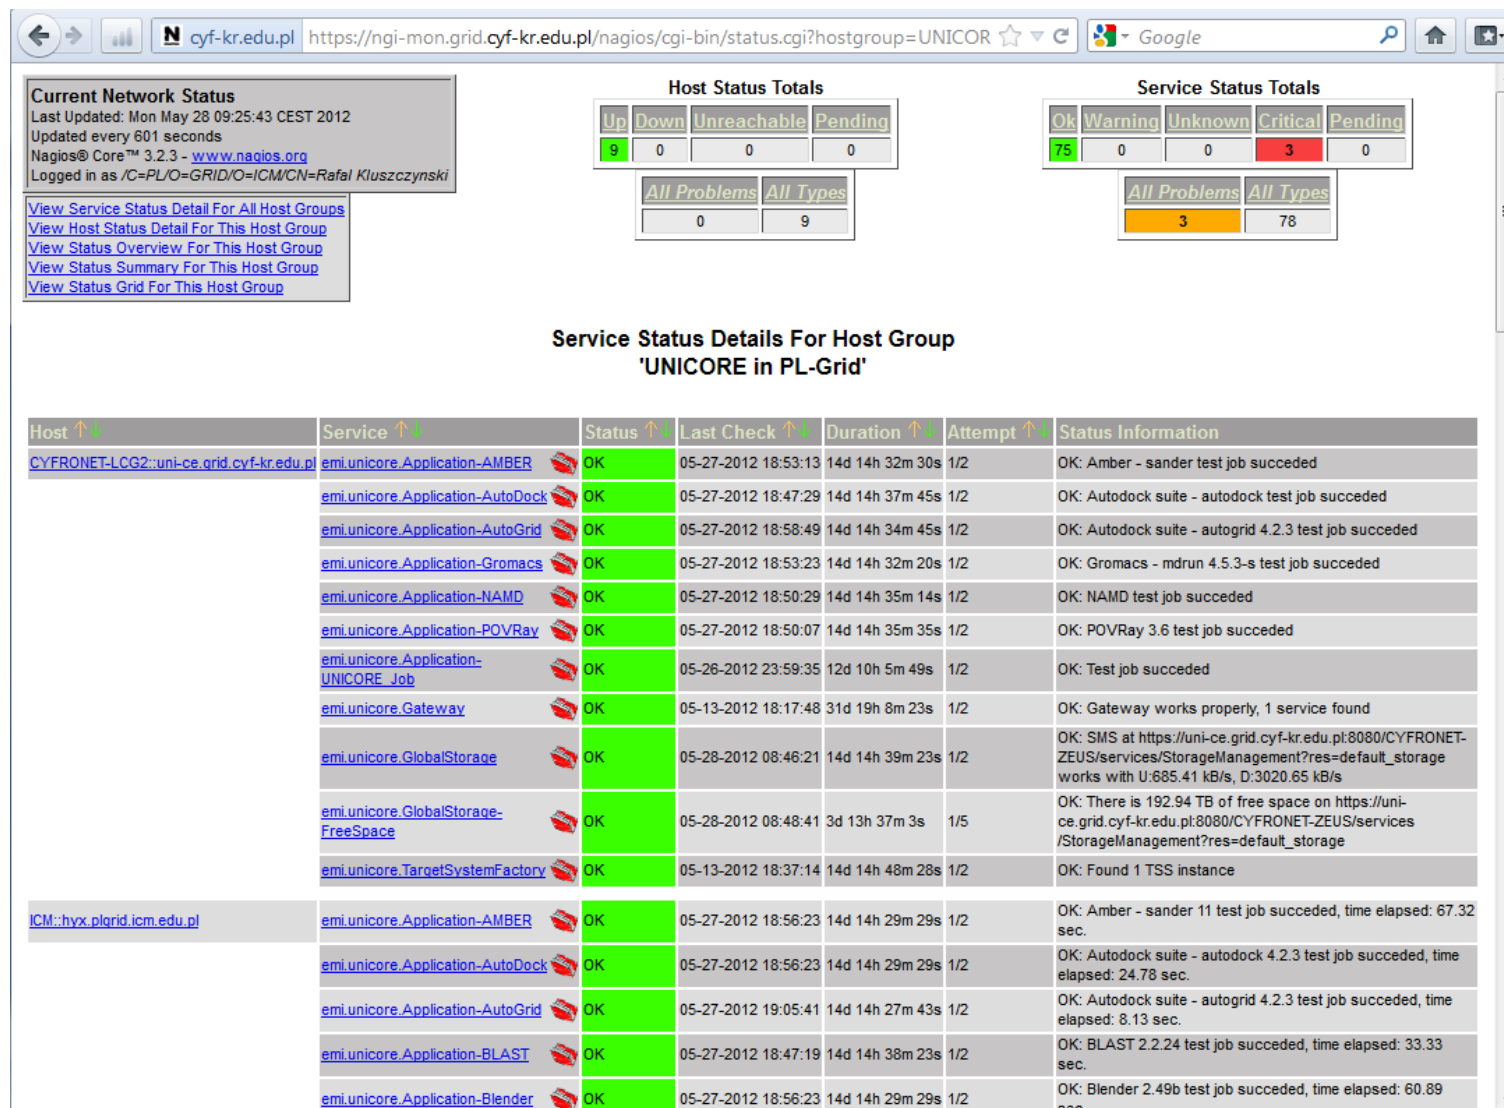 cyf-kr.edu.pl https://ngi-mon.grid.cyf-kr.edu.pl/nagios/cgi-bin/status.cgi?hostgroup=UNICOR Google
Current Network Status
Last Updated: Mon May 28 09:25:43 CEST 2012
Updated every 601 seconds
Nagios® Core™ 3.2.3 - www.nagios.org
Logged in as /C=PL/O=GRID/O=ICM/CN=Rafal Kluszczynski
View Service Status Detail For All Host Groups
View Host Status Detail For This Host Group
View Status Overview For This Host Group
View Status Summary For This Host Group
View Status Grid For This Host Group
Host Status Totals
Up Down Unreachable Pending
9 0 0 0
All Problems All Types
0 9
Service Status Totals
Ok Warning Unknown Critical Pending
75 0 0 3 0
All Problems All Types
3 78
Service Status Details For Host Group
'UNICORE in PL-Grid'
Host Service Status Last Check Duration Attempt Status Information
CYFRONET-LCG2::uni-ce.grid.cyf-kr.edu.pl emi.unicore.Application-AMBER OK 05-27-2012 18:53:13 14d 14h 32m 30s 1/2 OK: Amber - sander test job succeded
emi.unicore.Application-AutoDock OK 05-27-2012 18:47:29 14d 14h 37m 45s 1/2 OK: Autodock suite - autodock test job succeded
emi.unicore.Application-AutoGrid OK 05-27-2012 18:58:49 14d 14h 34m 45s 1/2 OK: Autodock suite - autogrid 4.2.3 test job succeded
emi.unicore.Application-Gromacs OK 05-27-2012 18:53:23 14d 14h 32m 20s 1/2 OK: Gromacs - mdrun 4.5.3-s test job succeded
emi.unicore.Application-NAMD OK 05-27-2012 18:50:29 14d 14h 35m 14s 1/2 OK: NAMD test job succeded
emi.unicore.Application-POVRay OK 05-27-2012 18:50:07 14d 14h 35m 35s 1/2 OK: POVRay 3.6 test job succeded
emi.unicore.Application-
UNICORE_Job OK 05-26-2012 23:59:35 12d 10h 5m 49s 1/2 OK: Test job succeded
emi.unicore.Gateway OK 05-13-2012 18:17:48 31d 19h 8m 23s 1/2 OK: Gateway works properly, 1 service found
emi.unicore.GlobalStorage OK 05-28-2012 08:46:21 14d 14h 39m 23s 1/2 OK: SMS at https://uni-ce.grid.cyf-kr.edu.pl:8080/CYFRONET-
ZEUS/services/StorageManagement?res=default_storage
works with U:685.41 kB/s, D:3020.65 kB/s
emi.unicore.GlobalStorage-
FreeSpace OK 05-28-2012 08:48:41 3d 13h 37m 3s 1/5 OK: There is 192.94 TB of free space on https://uni-
ce.grid.cyf-kr.edu.pl:8080/CYFRONET-ZEUS/services
/StorageManagement?res=default_storage
emi.unicore.TargetSystemFactory OK 05-13-2012 18:37:14 14d 14h 48m 28s 1/2 OK: Found 1 TSS instance
ICM::hyx.plgrid.icm.edu.pl emi.unicore.Application-AMBER OK 05-27-2012 18:56:23 14d 14h 29m 29s 1/2 OK: Amber - sander 11 test job succeded, time elapsed: 67.32
sec.
emi.unicore.Application-AutoDock OK 05-27-2012 18:56:23 14d 14h 29m 29s 1/2 OK: Autodock suite - autodock 4.2.3 test job succeded, time
elapsed: 24.78 sec.
emi.unicore.Application-AutoGrid OK 05-27-2012 19:05:41 14d 14h 27m 43s 1/2 OK: Autodock suite - autogrid 4.2.3 test job succeded, time
elapsed: 8.13 sec.
emi.unicore.Application-BLAST OK 05-27-2012 18:47:19 14d 14h 38m 23s 1/2 OK: BLAST 2.2.24 test job succeded, time elapsed: 33.33
sec.
emi.unicore.Application-Blender OK 05-27-2012 18:56:23 14d 14h 29m 29s 1/2 OK: Blender 2.49b test job succeded, time elapsed: 60.89